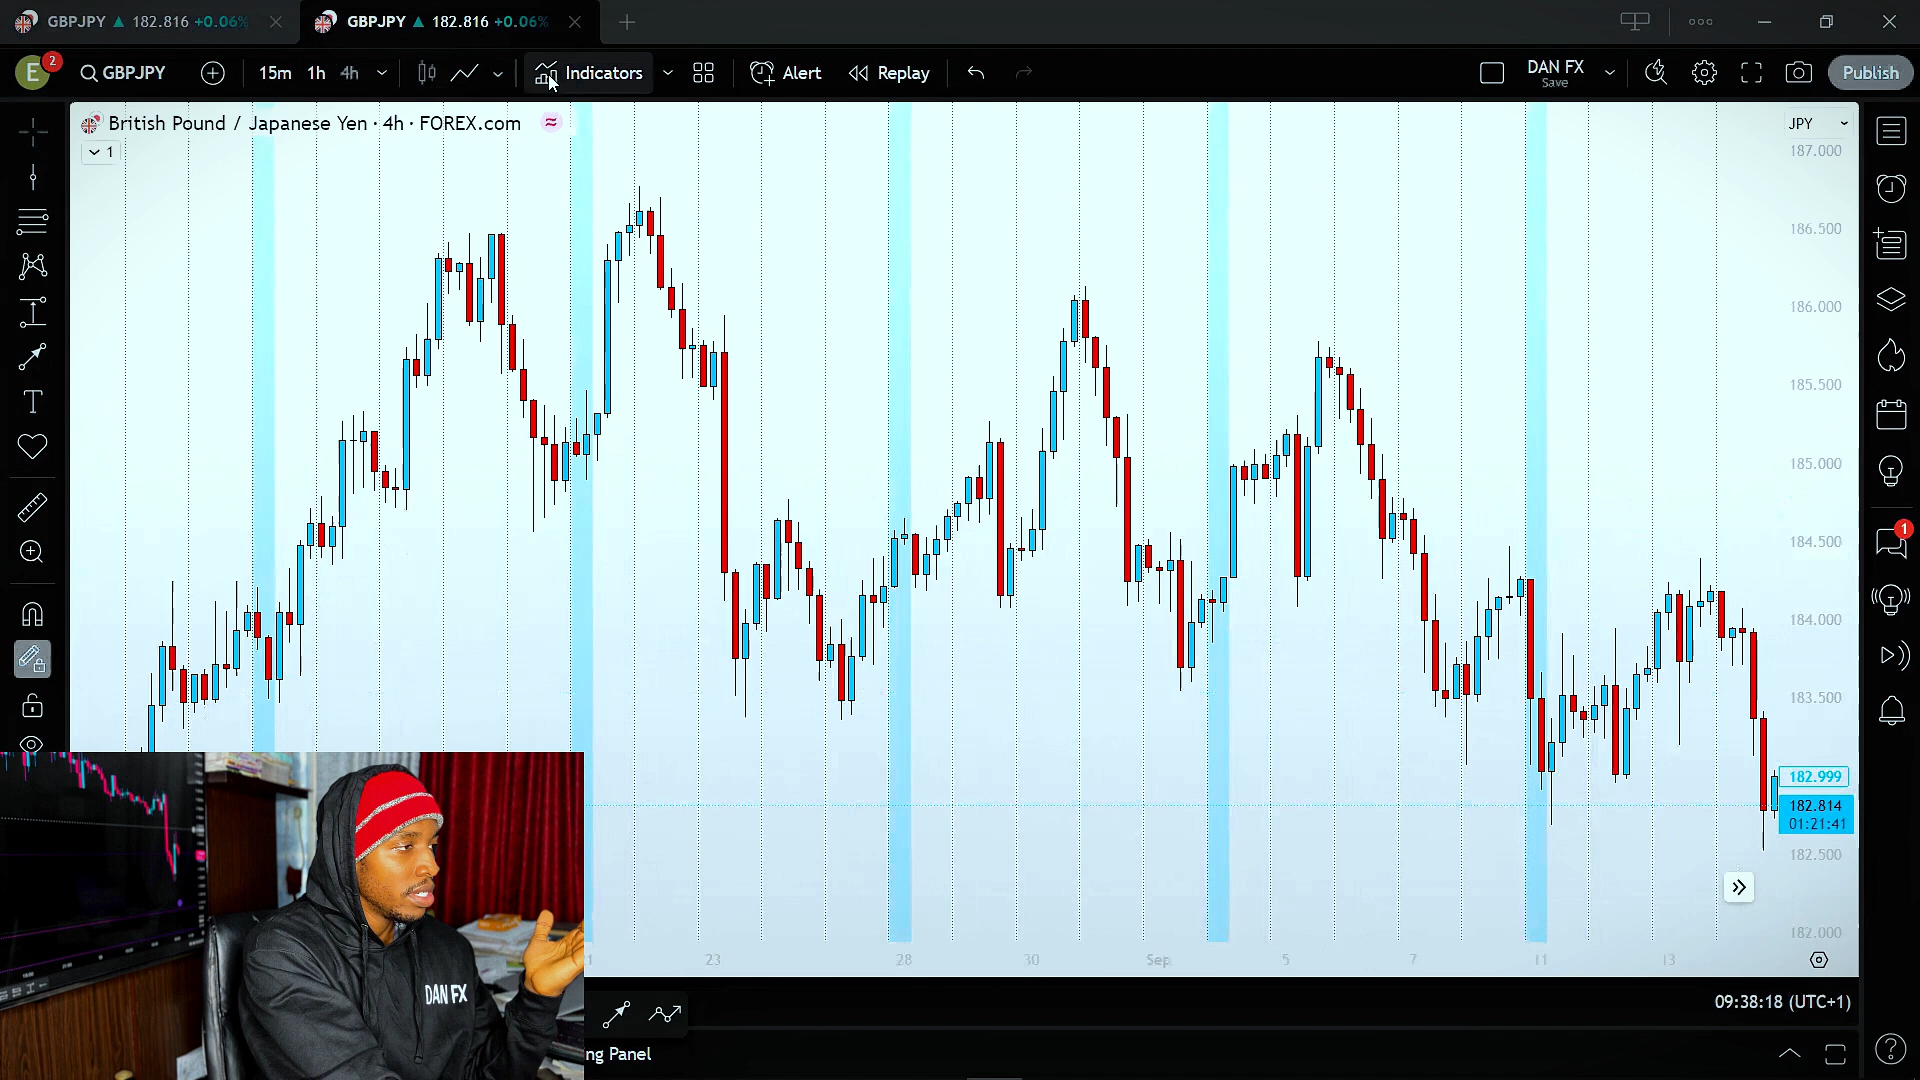 GBPJPY ▲ 182.816 +0.06%
GBPJPY ▲ 182.816 +0.06%
E 2
GBPJPY
15m 1h 4h
Indicators
Alert
Replay
DAN FX
Save
Publish
British Pound / Japanese Yen · 4h · FOREX.com
1
JPY
187.000
186.500
186.000
185.500
185.000
184.500
184.000
183.500
182.999
182.814
01:21:41
182.500
182.000
1
23 28 30 Sep 5 7 11 13
09:38:18 (UTC+1)
ng Panel
DAN FX